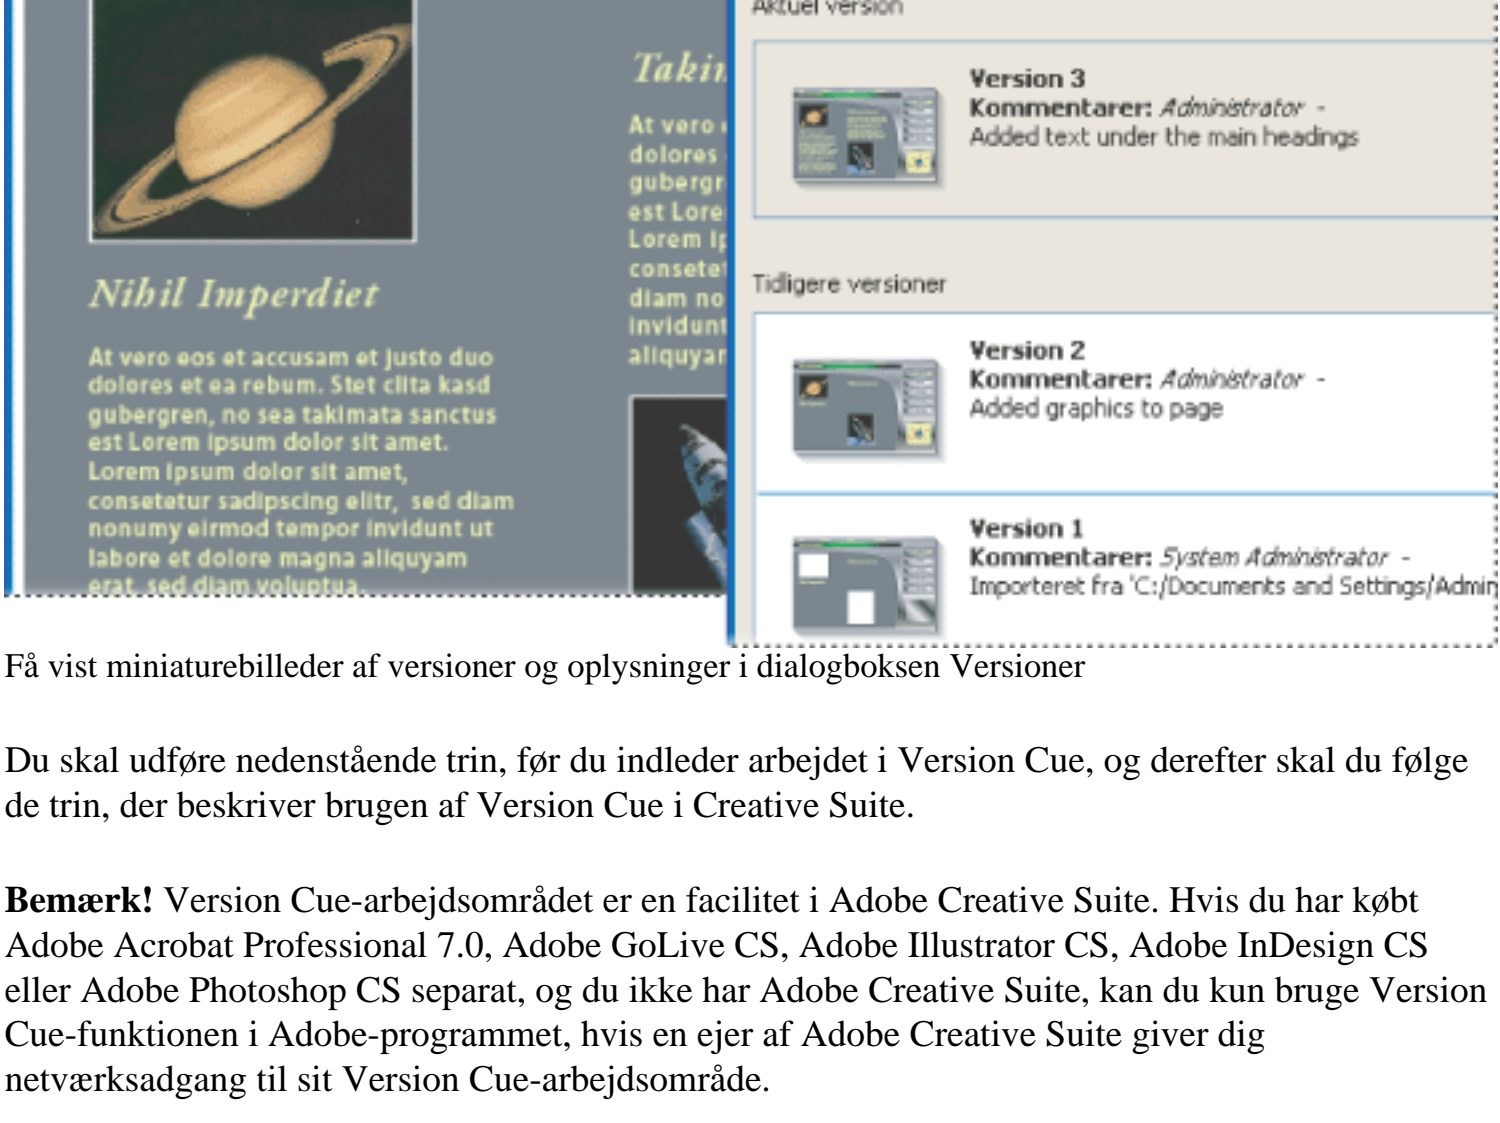 Nihil Imperdiet
At vero eos et accusam et justo duo
dolores et ea rebum. Stet clita kasd
gubergren, no sea takimata sanctus
est Lorem ipsum dolor sit amet.
Lorem ipsum dolor sit amet,
consetetur sadipscing elitr, sed diam
nonumy eirmod tempor invidunt ut
labore et dolore magna aliquyam
erat, sed diam voluptua.
Takin
At vero
dolores
gubergr
est Lore
Lorem ip
consetet
diam no
invidunt
aliquyar
Aktuel version
Version 3
Kommentarer: Administrator -
Added text under the main headings
Tidligere versioner
Version 2
Kommentarer: Administrator -
Added graphics to page
Version 1
Kommentarer: System Administrator -
Importeret fra 'C:/Documents and Settings/Admin
Få vist miniaturebilleder af versioner og oplysninger i dialogboksen Versioner
Du skal udføre nedenstående trin, før du indleder arbejdet i Version Cue, og derefter skal du følge
de trin, der beskriver brugen af Version Cue i Creative Suite.
Bemærk! Version Cue-arbejdsområdet er en facilitet i Adobe Creative Suite. Hvis du har købt
Adobe Acrobat Professional 7.0, Adobe GoLive CS, Adobe Illustrator CS, Adobe InDesign CS
eller Adobe Photoshop CS separat, og du ikke har Adobe Creative Suite, kan du kun bruge Version
Cue-funktionen i Adobe-programmet, hvis en ejer af Adobe Creative Suite giver dig
netværksadgang til sit Version Cue-arbejdsområde.